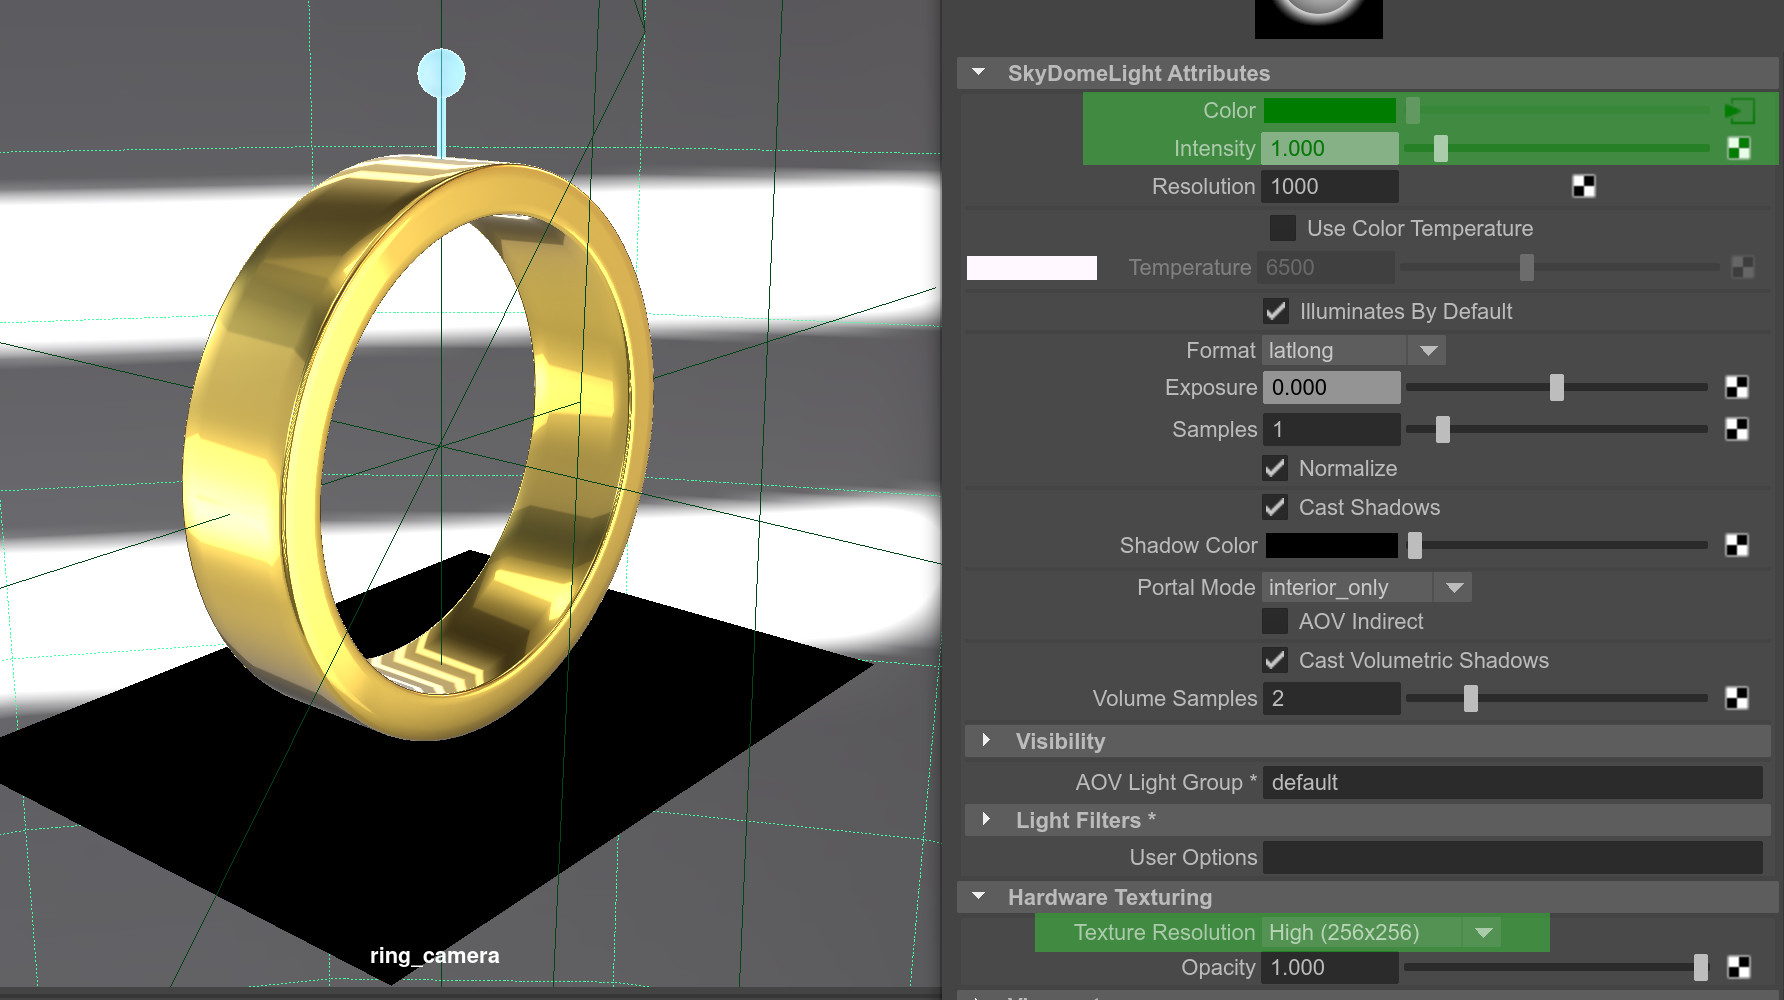 SkyDomeLight Attributes
Color
Intensity 1.000
Resolution 1000
Use Color Temperature
Temperature 6500
Illuminates By Default
Format latlong
Exposure 0.000
Samples 1
Normalize
Cast Shadows
Shadow Color
Portal Mode interior_only
AOV Indirect
Cast Volumetric Shadows
Volume Samples 2
Visibility
AOV Light Group * default
Light Filters *
User Options
Hardware Texturing
Texture Resolution High (256x256)
Opacity 1.000
ring_camera